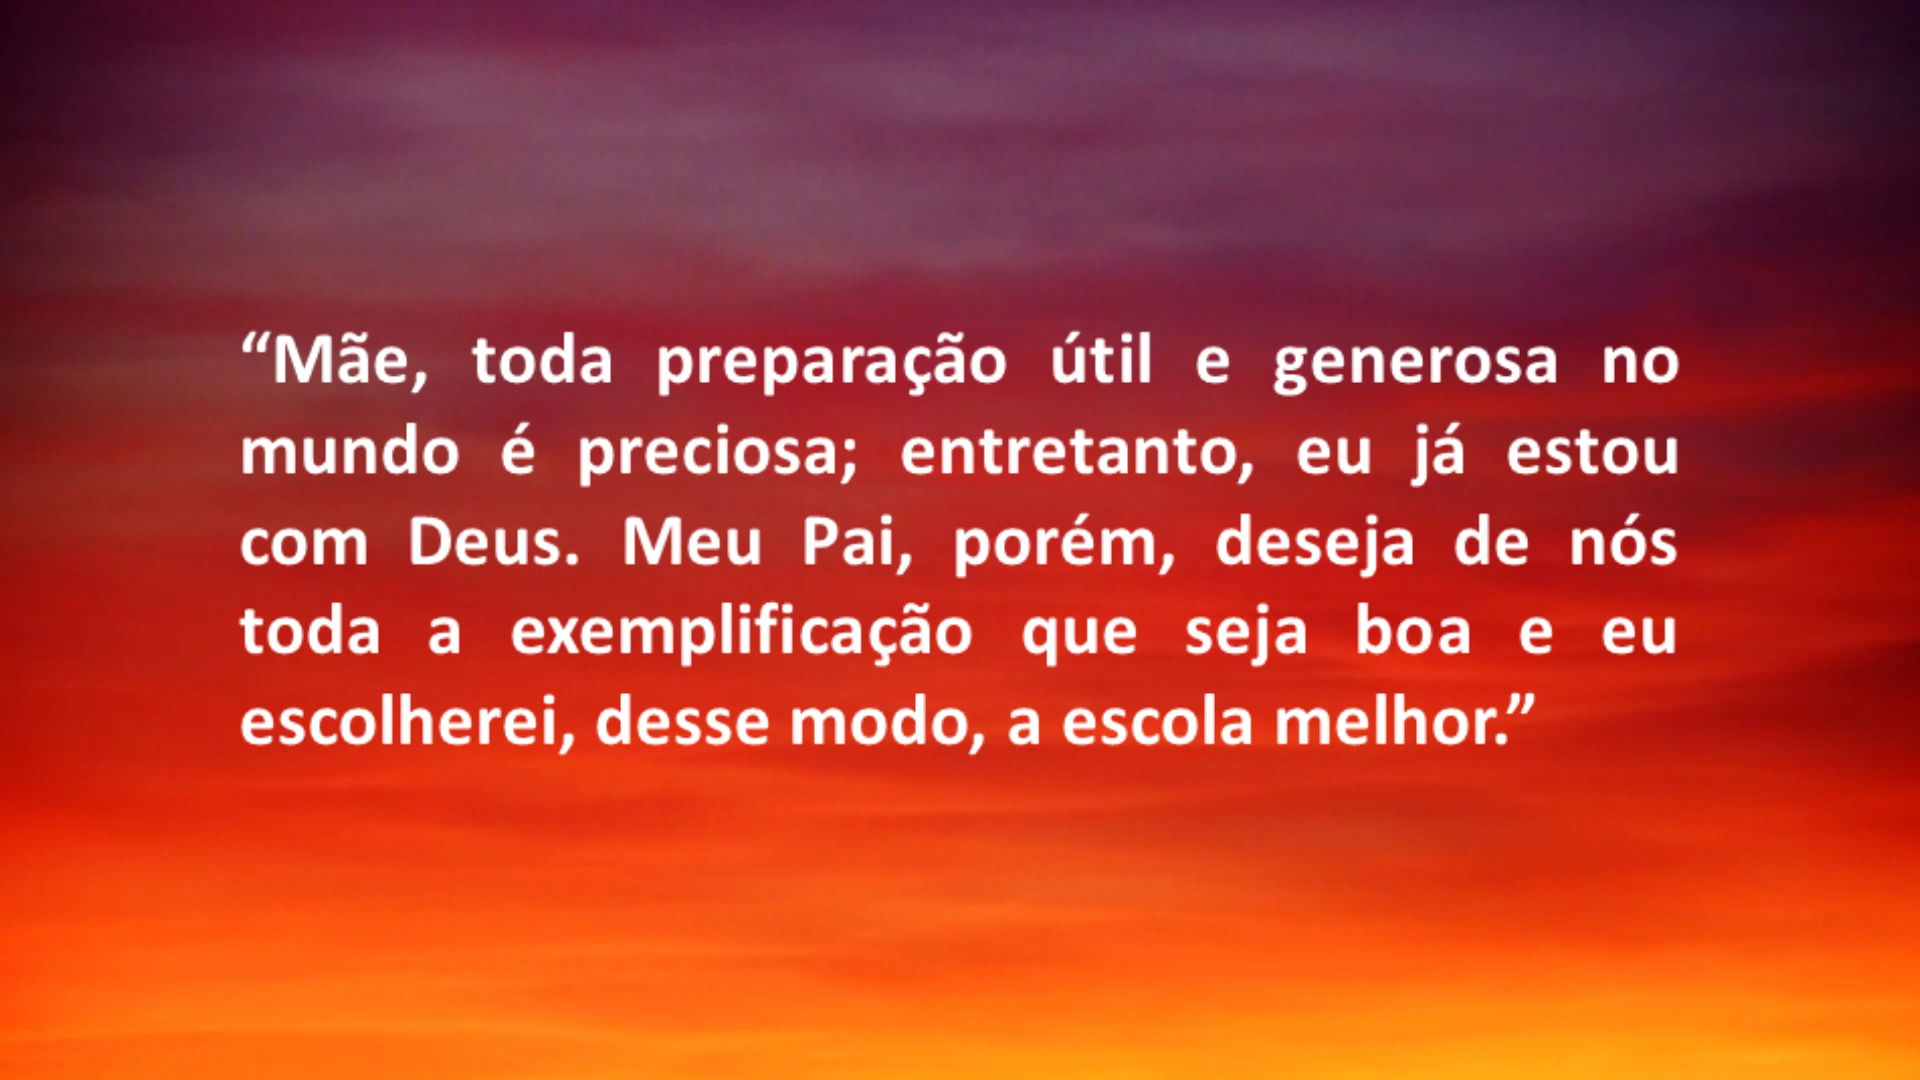 “Mãe, toda preparação útil e generosa no
mundo é preciosa; entretanto, eu já estou
com Deus. Meu Pai, porém, deseja de nós
toda a exemplificação que seja boa e eu
escolherei, desse modo, a escola melhor.”